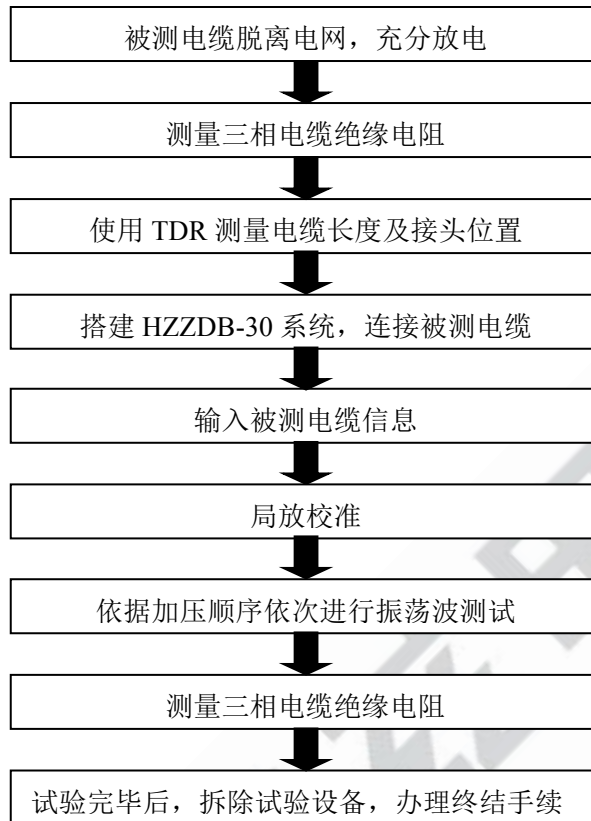 被测电缆脱离电网，充分放电
测量三相电缆绝缘电阻
使用 TDR 测量电缆长度及接头位置
搭建 HZZDB-30 系统，连接被测电缆
输入被测电缆信息
局放校准
依据加压顺序依次进行振荡波测试
测量三相电缆绝缘电阻
试验完毕后，拆除试验设备，办理终结手续